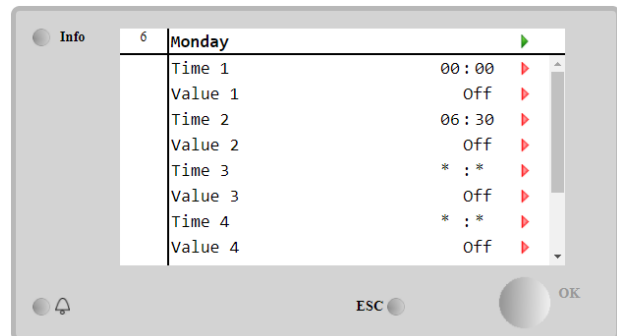 Info
6 Monday
Time 1 00:00
Value 1 Off
Time 2 06:30
Value 2 Off
Time 3 * :*
Value 3 Off
Time 4 * :*
Value 4 Off
ESC
OK